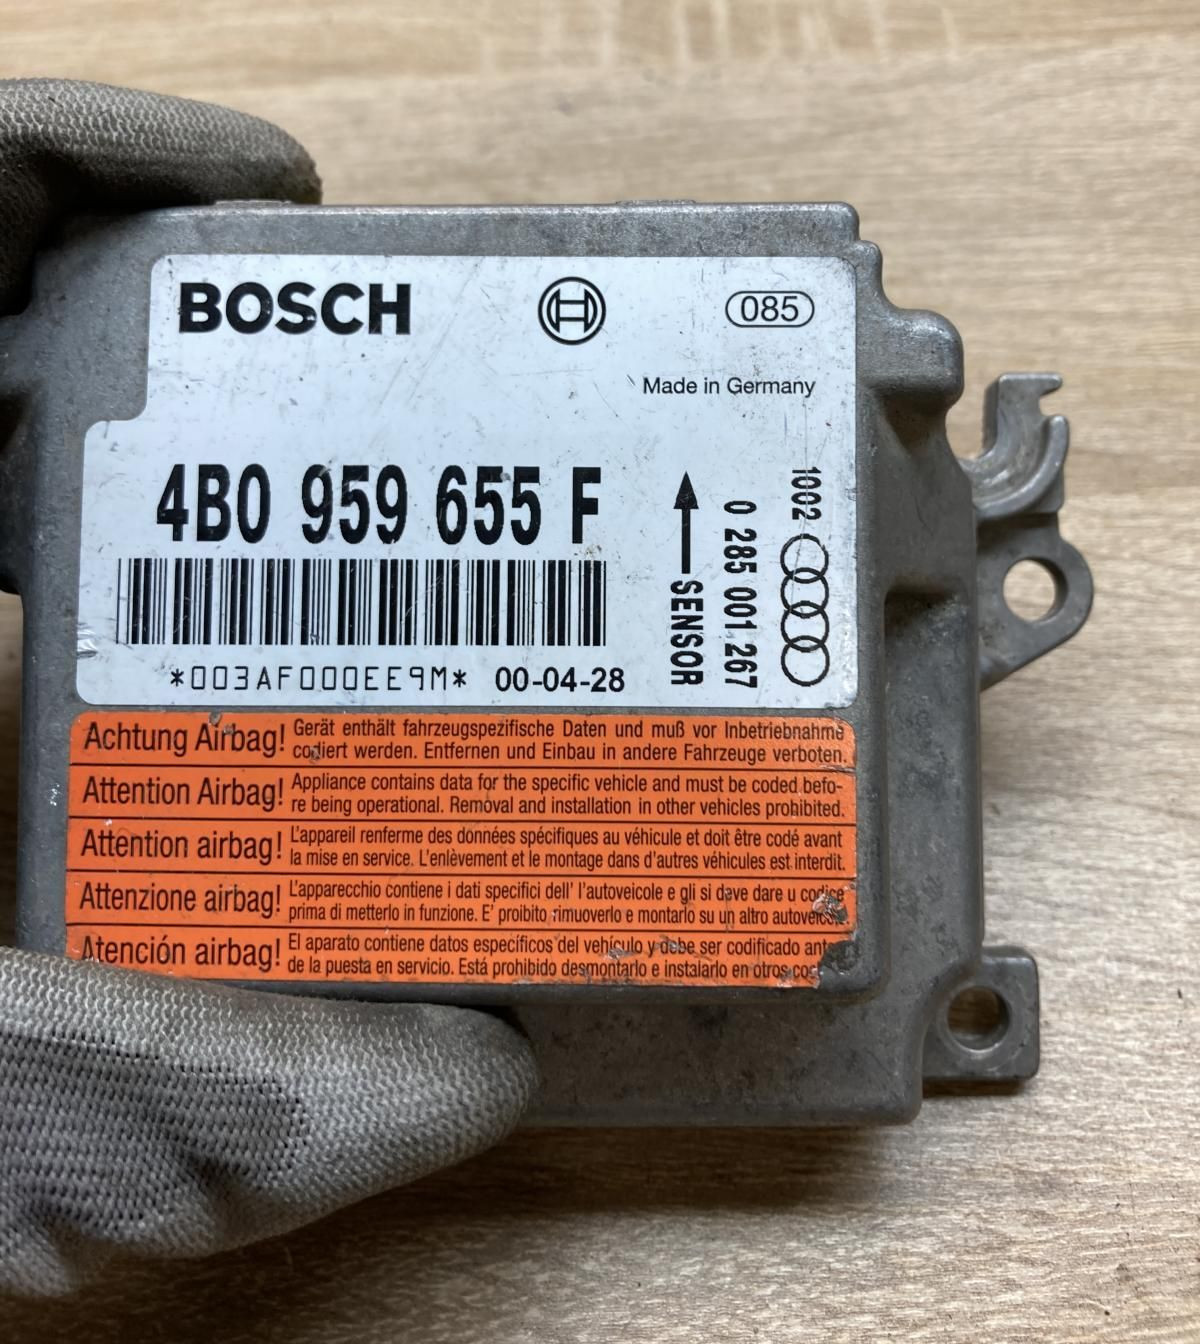 BOSCH
085
Made in Germany
4B0 959 655 F
*003AF000EE9M* 00-04-28
SENSOR
0 285 001 267
1002
Achtung Airbag! Gerät enthält fahrzeugspezifische Daten und muß vor Inbetriebnahme
codiert werden. Entfernen und Einbau in andere Fahrzeuge verboten.
Attention Airbag! Appliance contains data for the specific vehicle and must be coded befo-
re being operational. Removal and installation in other vehicles prohibited.
Attention airbag! L'appareil renferme des données spécifiques au véhicule et doit être codé avant
la mise en service. L'enlèvement et le montage dans d'autres véhicules est interdit.
Attenzione airbag! L'apparecchio contiene i dati specifici dell' l'autoveicole e gli si dave dare u codice
prima di metterlo in funzione. E' proibito rimuoverlo e montarlo su un altro
Atención airbag! El aparato contiene datos específicos del vehículo y debe ser codificado
de la puesta en servicio. Está prohibido desmontarlo e instalarlo en otros